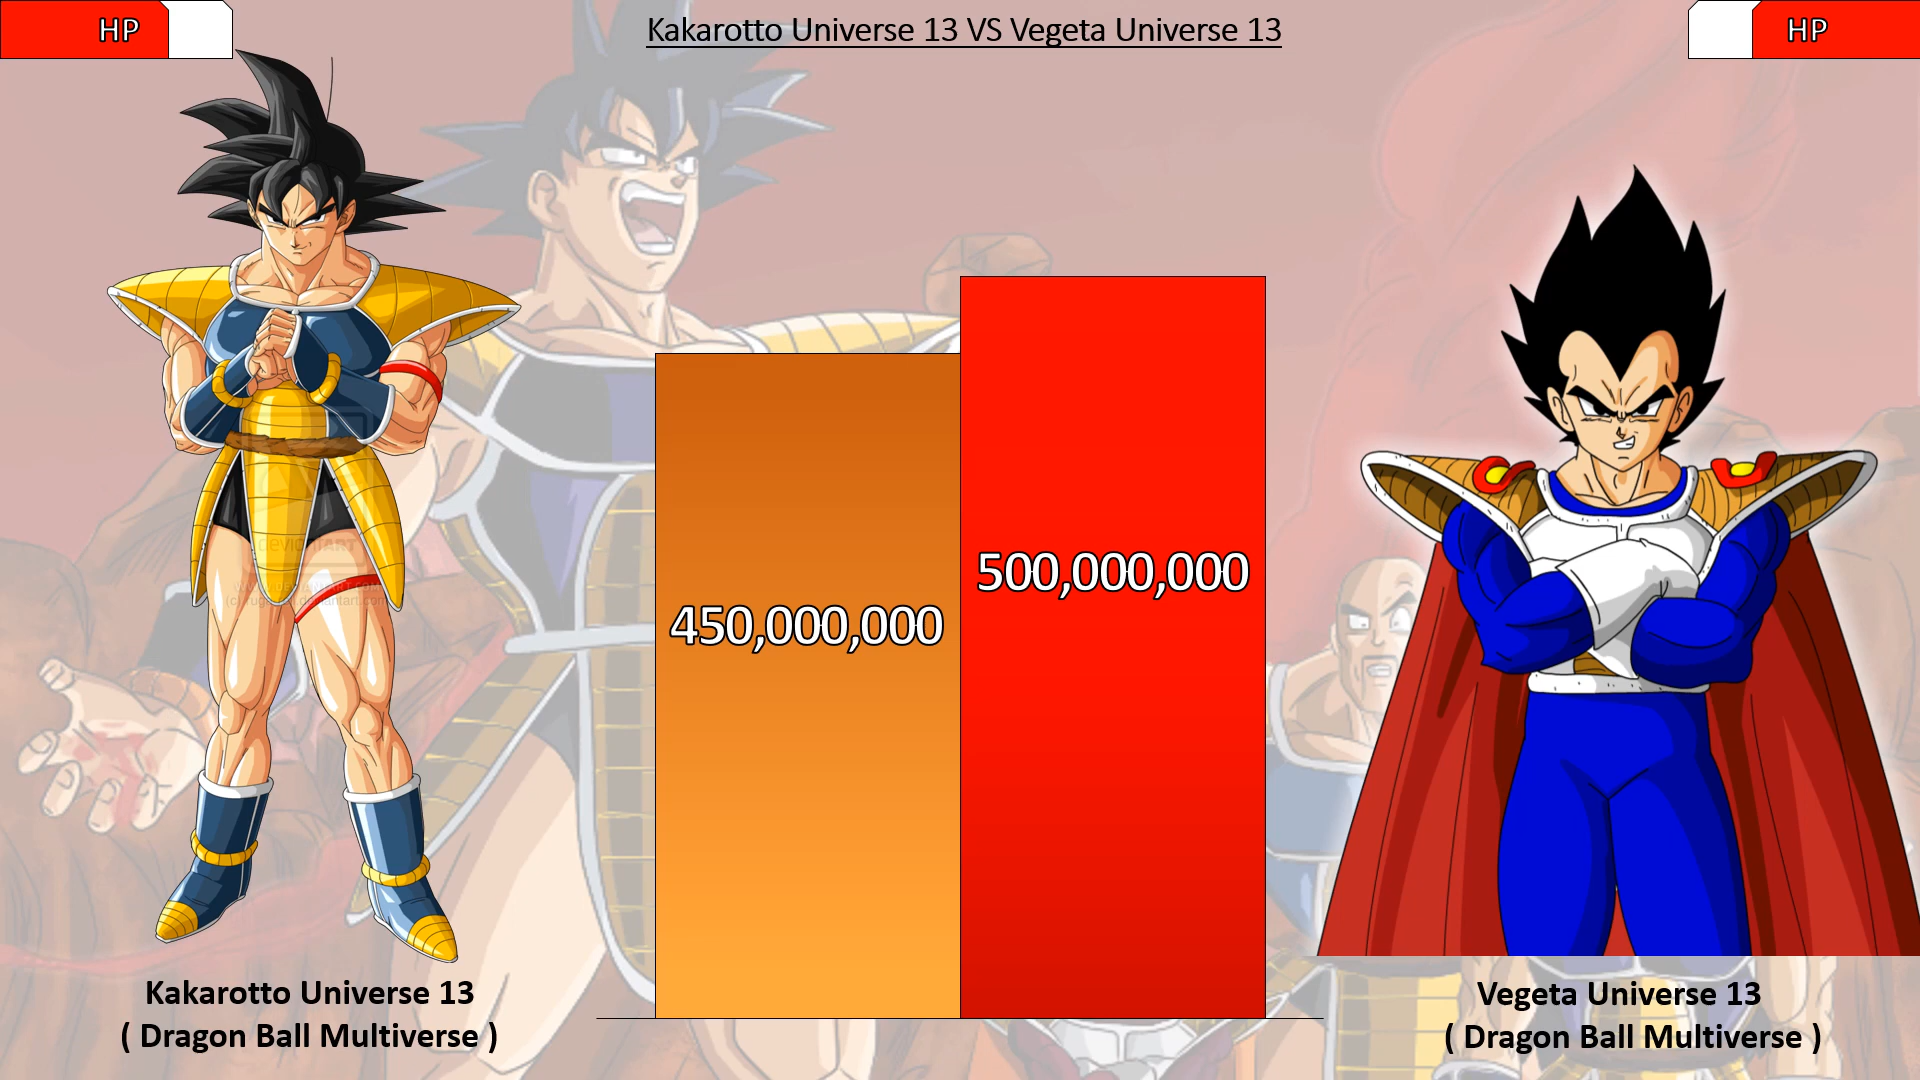 HP
Kakarotto Universe 13 VS Vegeta Universe 13
HP
450,000,000
500,000,000
Kakarotto Universe 13
( Dragon Ball Multiverse )
Vegeta Universe 13
( Dragon Ball Multiverse )